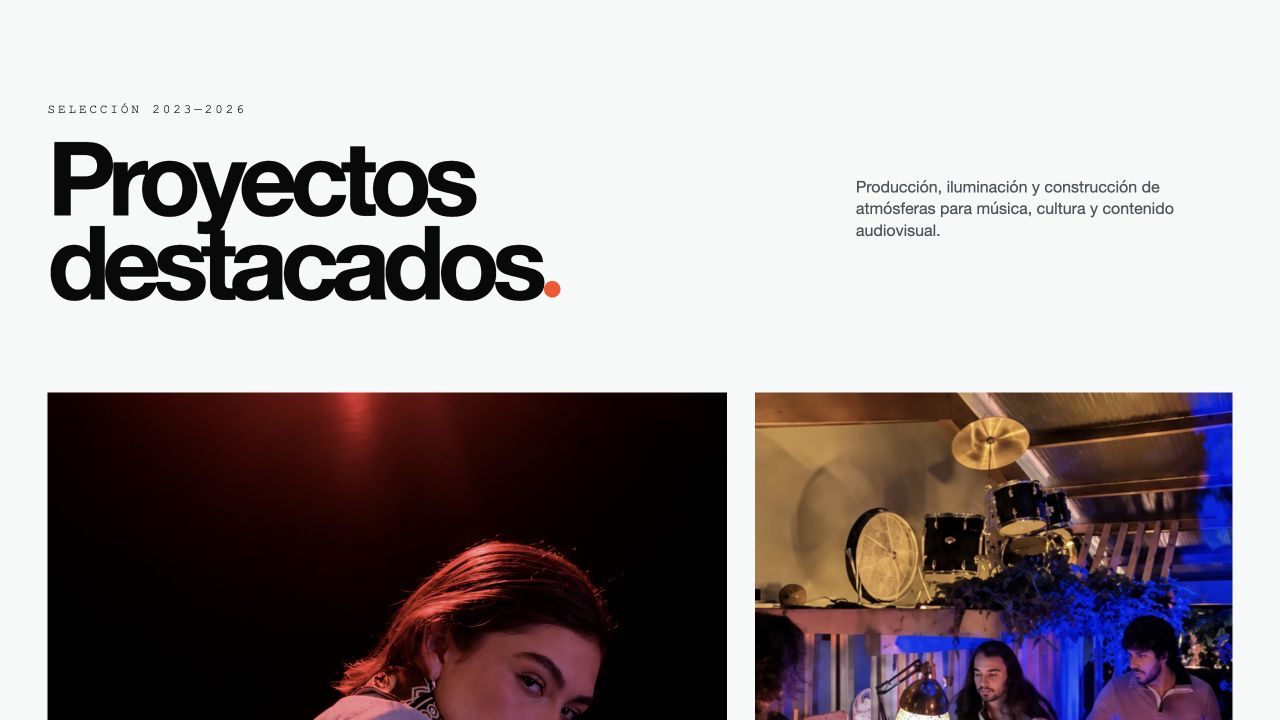 SELECCIÓN 2023—2026
Proyectos
destacados.
Producción, iluminación y construcción de
atmósferas para música, cultura y contenido
audiovisual.